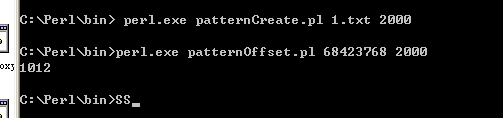 C:\Perl\bin> perl.exe patternCreate.pl 1.txt 2000
C:\Perl\bin>perl.exe patternOffset.pl 68423768 2000
1012
C:\Perl\bin>SS_